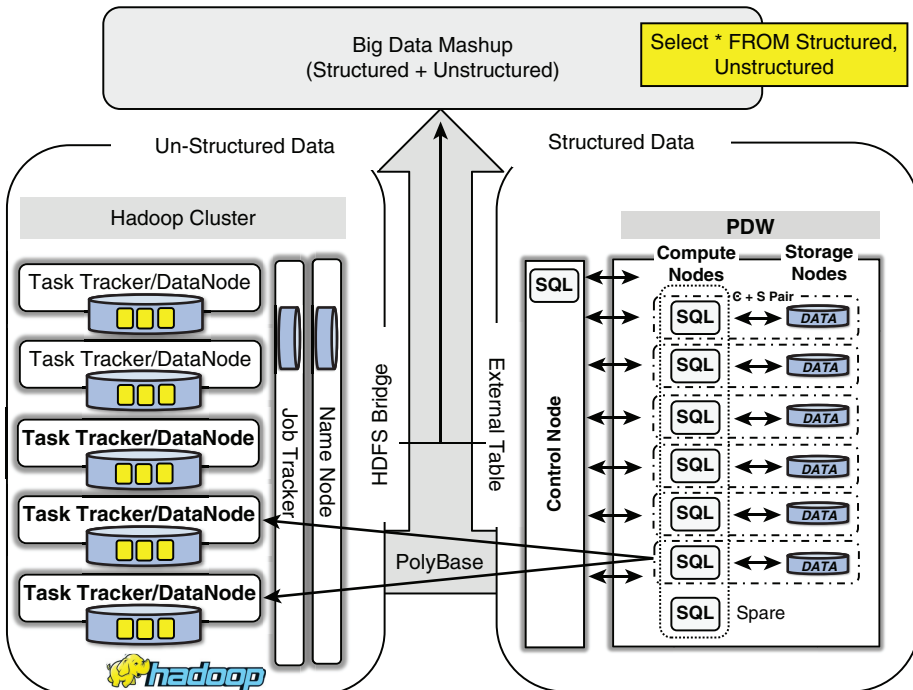 Big Data Mashup
(Structured + Unstructured)
Select * FROM Structured,
Unstructured
Un-Structured Data
Structured Data
Hadoop Cluster
Task Tracker/DataNode
Task Tracker/DataNode
Task Tracker/DataNode
Task Tracker/DataNode
Task Tracker/DataNode
Job Tracker
Name Node
hadoop
HDFS Bridge
External Table
PolyBase
Control Node
SQL
PDW
Compute
Nodes
Storage
Nodes
C + S Pair
SQL
DATA
SQL
DATA
SQL
DATA
SQL
DATA
SQL
DATA
SQL
DATA
SQL
Spare